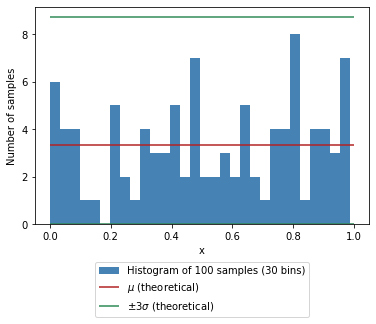 8
6
4
2
0
Number of samples
0.0 0.2 0.4 0.6 0.8 1.0
x
Histogram of 100 samples (30 bins)
μ (theoretical)
±3σ (theoretical)